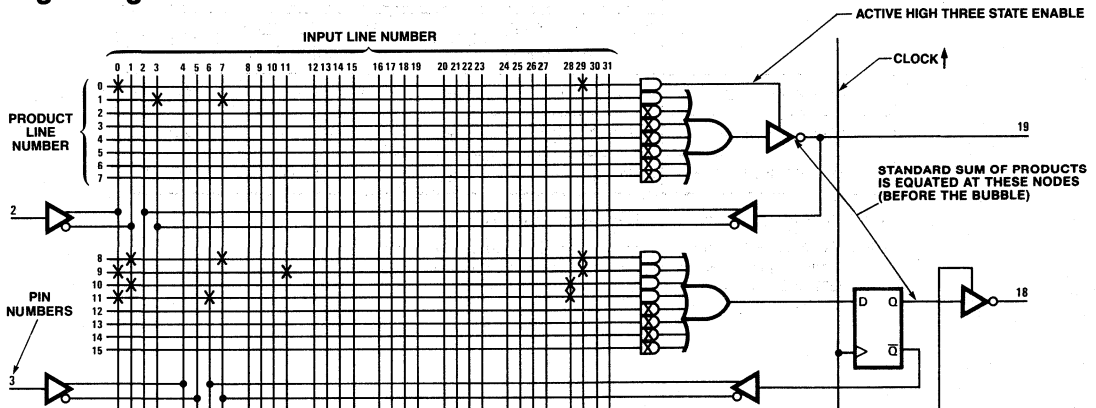 ACTIVE HIGH THREE STATE ENABLE
INPUT LINE NUMBER
CLOCK
0 1 2 3 4 5 6 7 8 9 10 11 12 13 14 15 16 17 18 19 20 21 22 23 24 25 26 27 28 29 30 31
PRODUCT
LINE
NUMBER
0
1
2
3
4
5
6
7
19
STANDARD SUM OF PRODUCTS
IS EQUATED AT THESE NODES
(BEFORE THE BUBBLE)
2
8
9
10
11
12
13
14
15
PIN
NUMBERS
D Q
Q̅
18
3